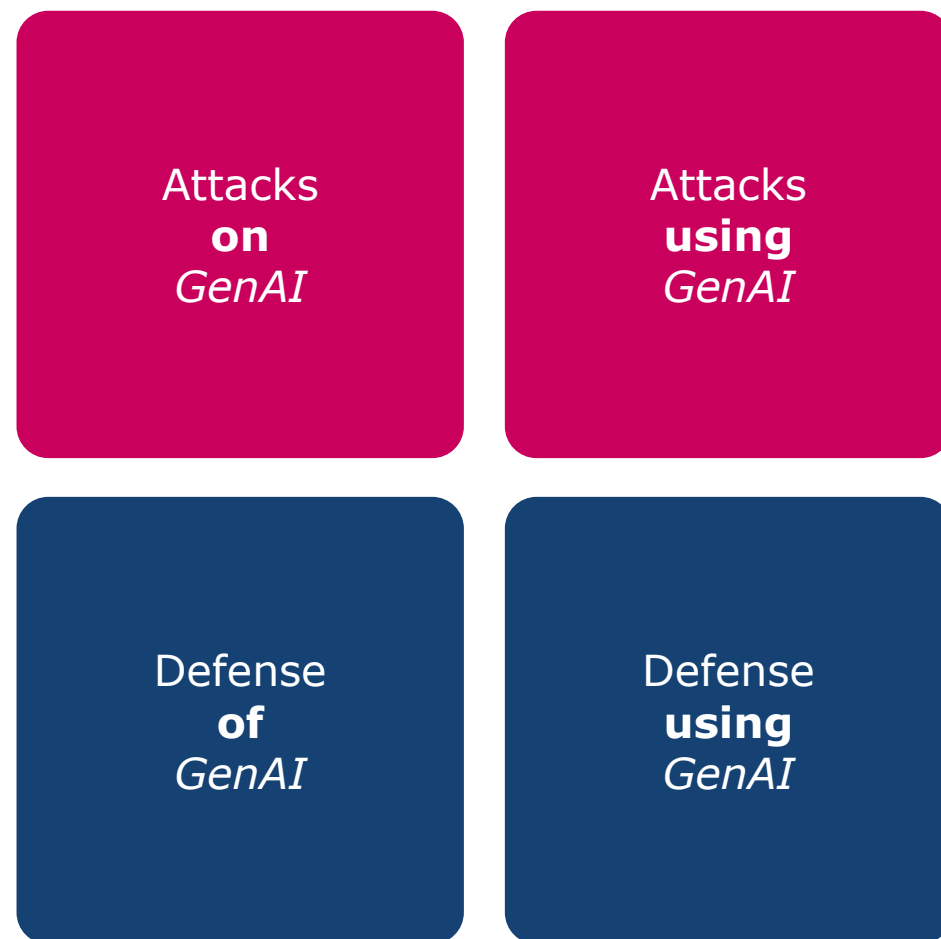 Attacks
on
GenAI
Attacks
using
GenAI
Defense
of
GenAI
Defense
using
GenAI